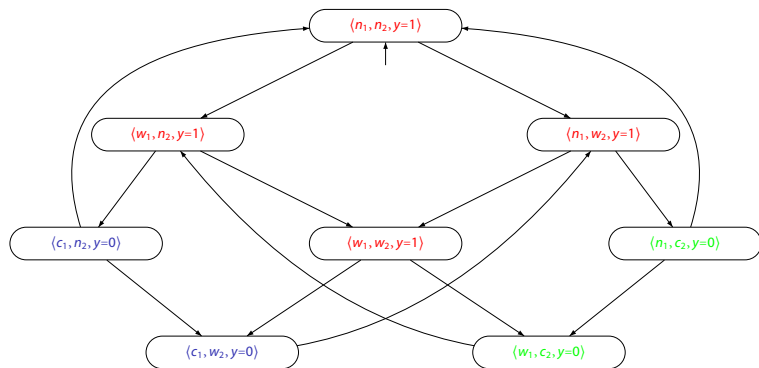 ⟨n₁, n₂, y=1⟩
⟨w₁, n₂, y=1⟩
⟨n₁, w₂, y=1⟩
⟨c₁, n₂, y=0⟩
⟨w₁, w₂, y=1⟩
⟨n₁, c₂, y=0⟩
⟨c₁, w₂, y=0⟩
⟨w₁, c₂, y=0⟩